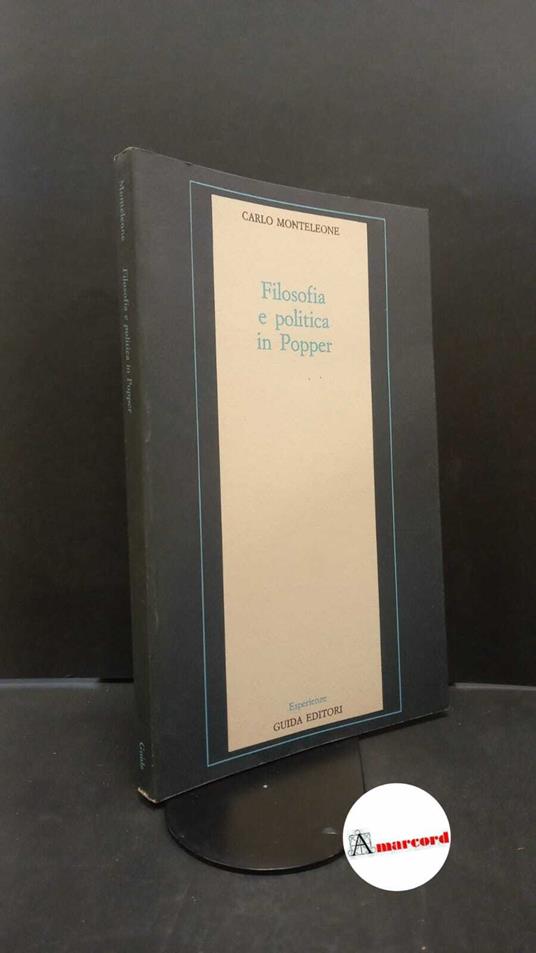 CARLO MONTELEONE
Filosofia
e politica
in Popper
Esperienze
GUIDA EDITORI
Monteleone Filosofia e politica in Popper Guida
Amarcord